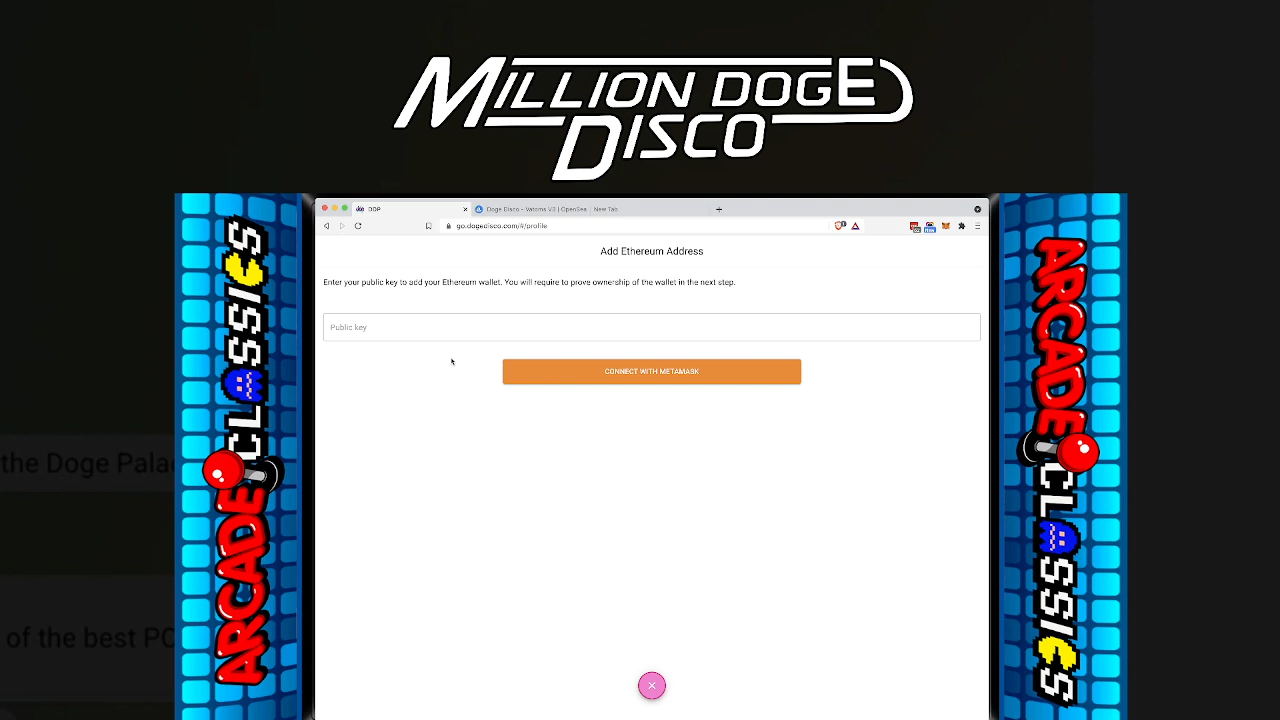 MILLION DOGE
DISCO
DDP
Doge Disco - Vatoms V3 | OpenSea
New Tab
go.dogedisco.com/#/profile
Add Ethereum Address
Enter your public key to add your Ethereum wallet. You will require to prove ownership of the wallet in the next step.
Public key
CONNECT WITH METAMASK
ARCADE CLASSICS
ARCADE CLASSICS
the Doge Pala
of the best PO